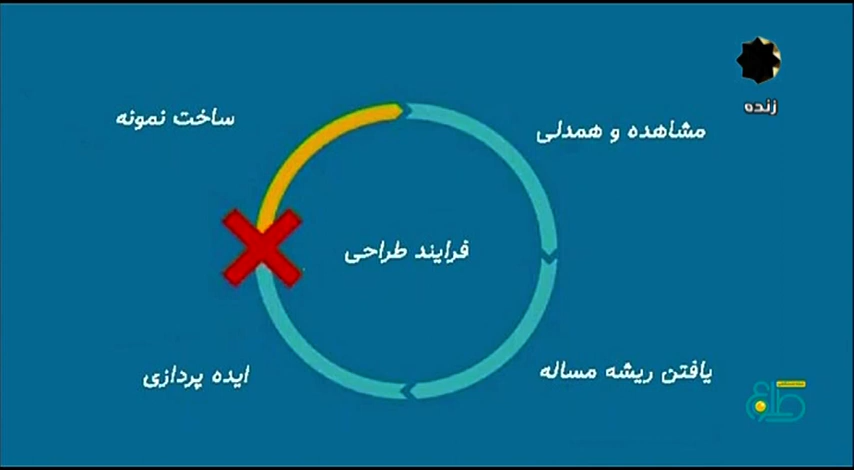 زنده
مشاهده و همدلی
ساخت نمونه
فرایند طراحی
یافتن ریشه مساله
ایده پردازی